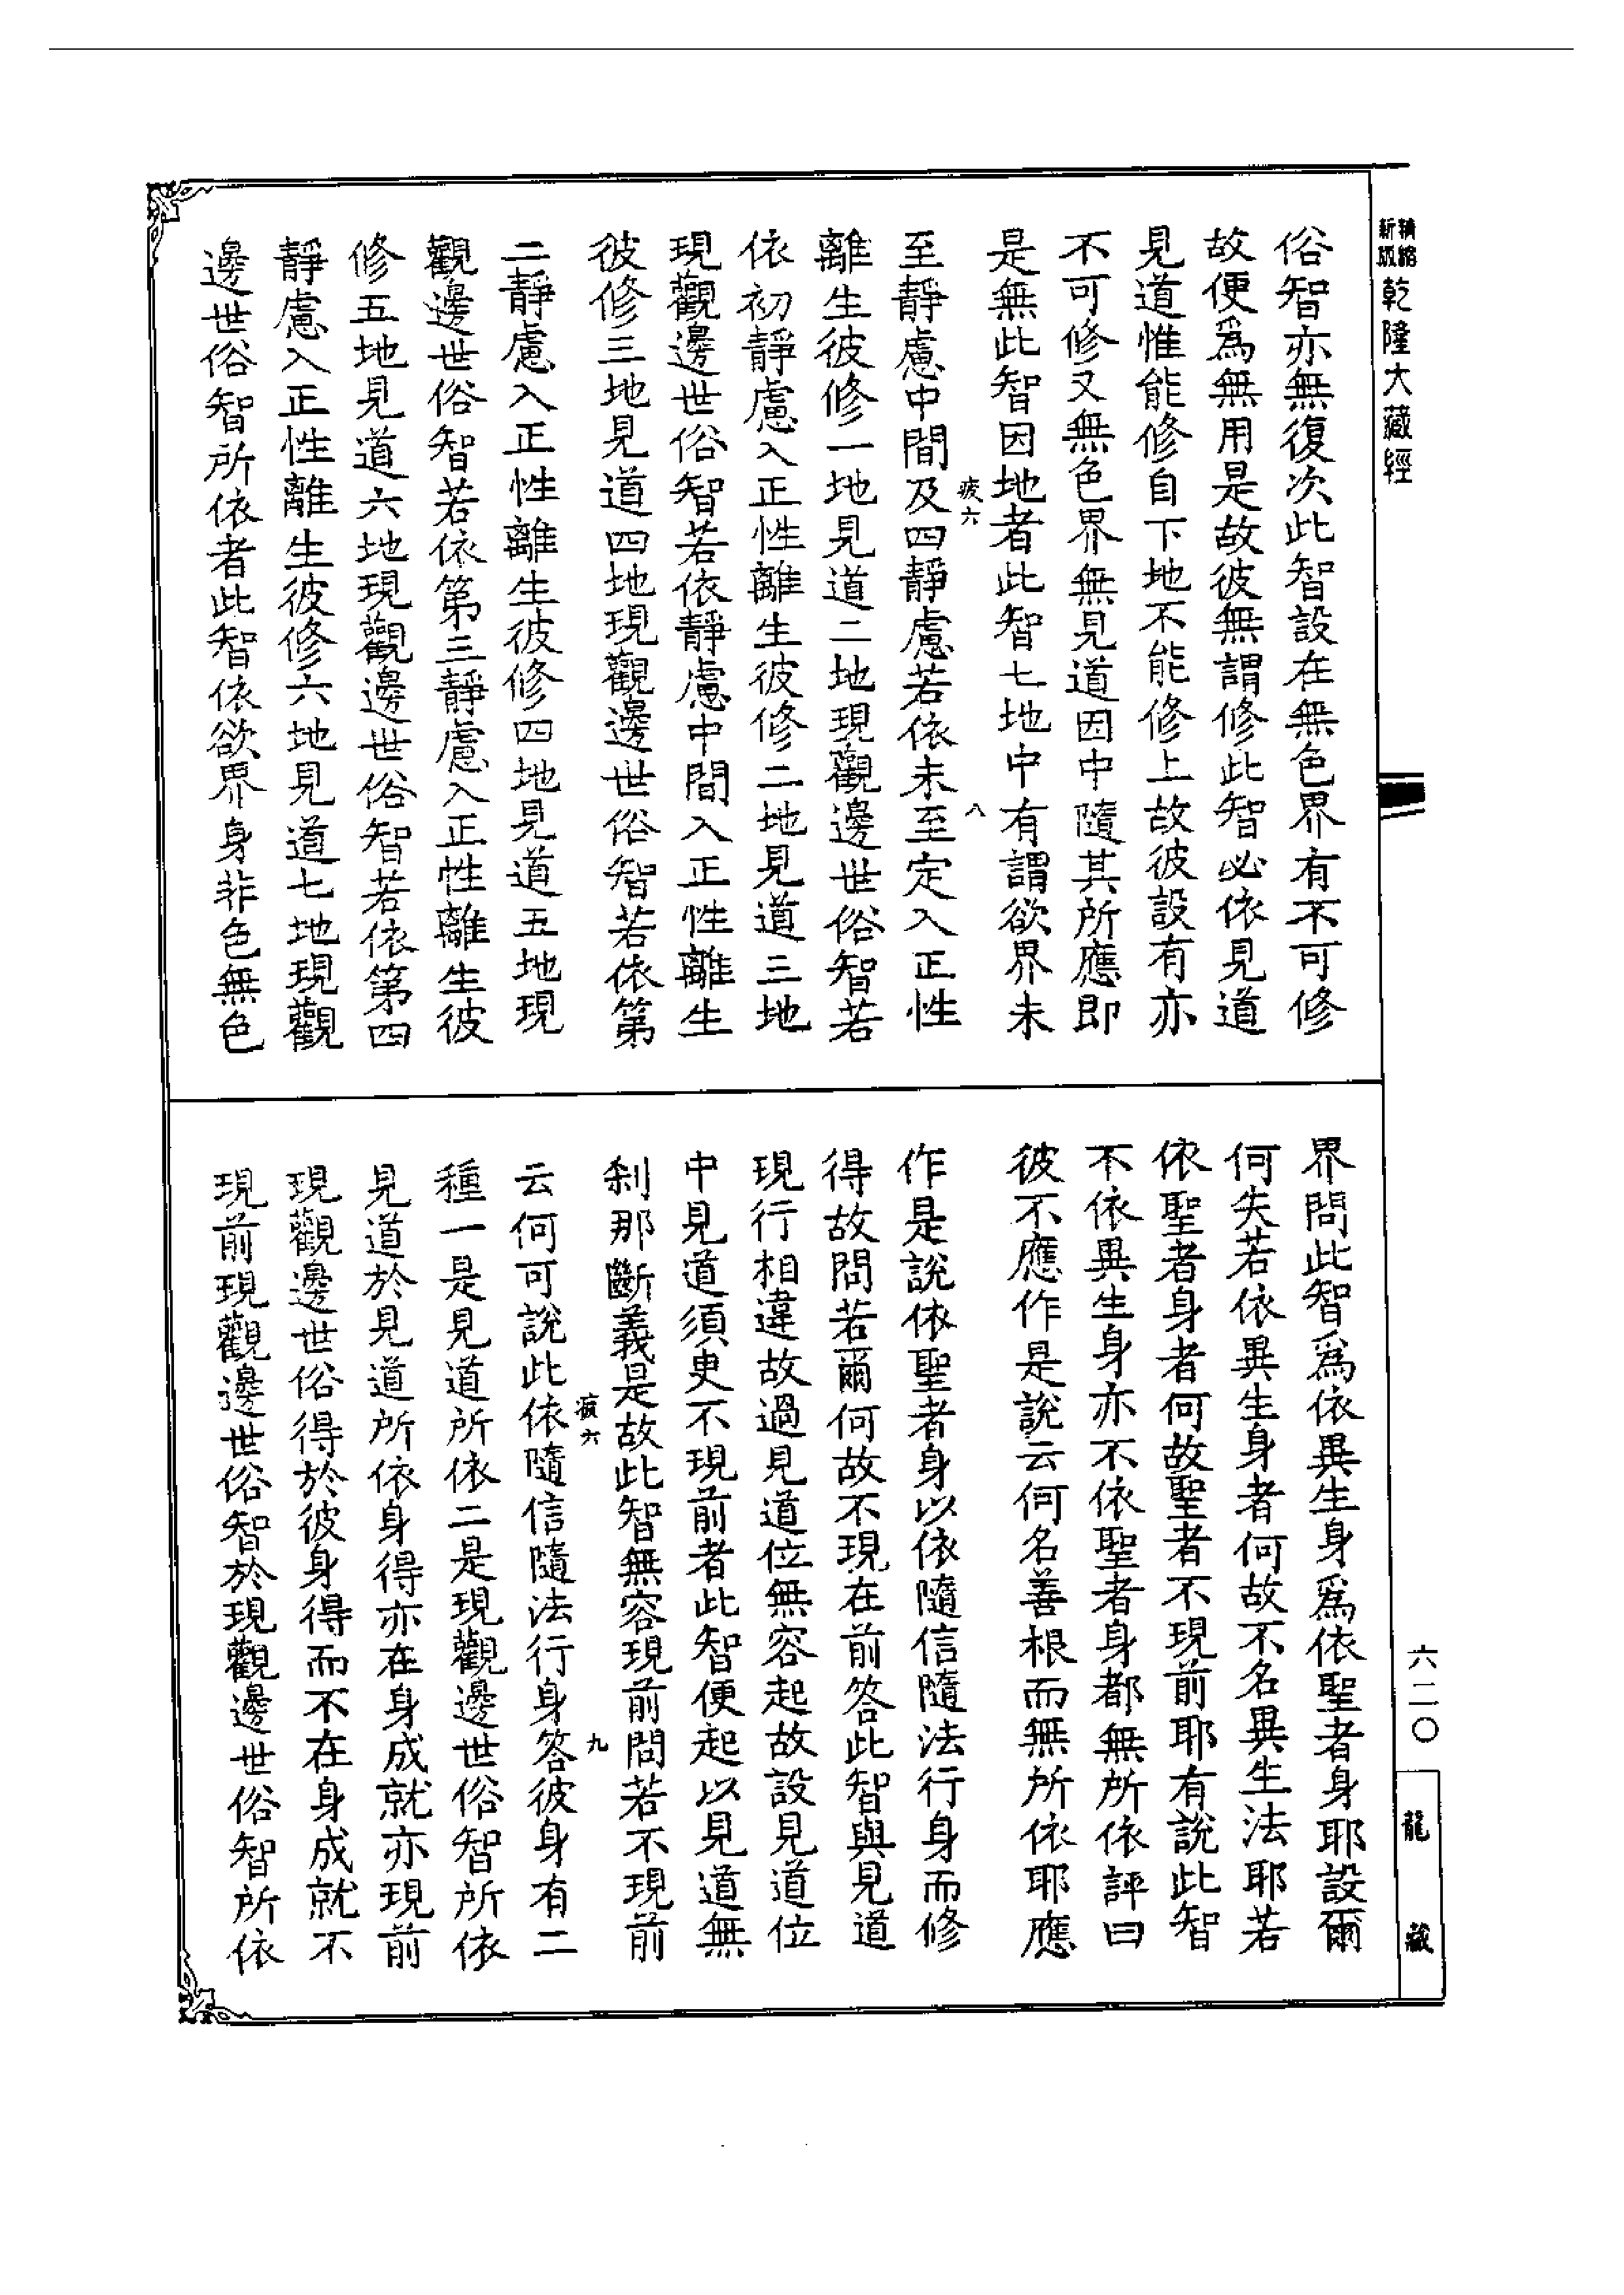 精縮新版乾隆大藏經
俗智亦無復次此智設在無色界有不可修
故便爲無用是故彼無謂修此智必依見道
見道惟能修自下地不能修上故彼設有亦
不可修又無色界無見道因中隨其所應即
是無此智因地者此智七地中有謂欲界未
疲六
八
至靜慮中間及四靜慮若依未至定入正性
離生彼修一地見道二地現觀邊世俗智若
依初靜慮入正性離生彼修二地見道三地
現觀邊世俗智若依靜慮中間入正性離生
彼修三地見道四地現觀邊世俗智若依第
二靜慮入正性離生彼修四地見道五地現
觀邊世俗智若依第三靜慮入正性離生彼
修五地見道六地現觀邊世俗智若依第四
靜慮入正性離生彼修六地見道七地現觀
邊世俗智所依者此智依欲界身非色無色
界問此智爲依異生身爲依聖者身耶設爾
何失若依異生身者何故不名異生法耶若
依聖者身者何故聖者不現前耶有說此智
不依異生身亦不依聖者身都無所依評曰
彼不應作是說云何名善根而無所依耶應
作是說依聖者身以依隨信隨法行身而修
得故問若爾何故不現在前答此智與見道
現行相違故過見道位無容起故設見道位
中見道須臾不現前者此智便起以見道無
剎那斷義是故此智無容現前問若不現前
疲六
九
云何可說此依隨信隨法行身答彼身有二
種一是見道所依二是現觀邊世俗智所依
見道於見道所依身得亦在身成就亦現前
現觀邊世俗得於彼身得而不在身成就不
現前現觀邊世俗智於現觀邊世俗智所依
六二〇
龍藏